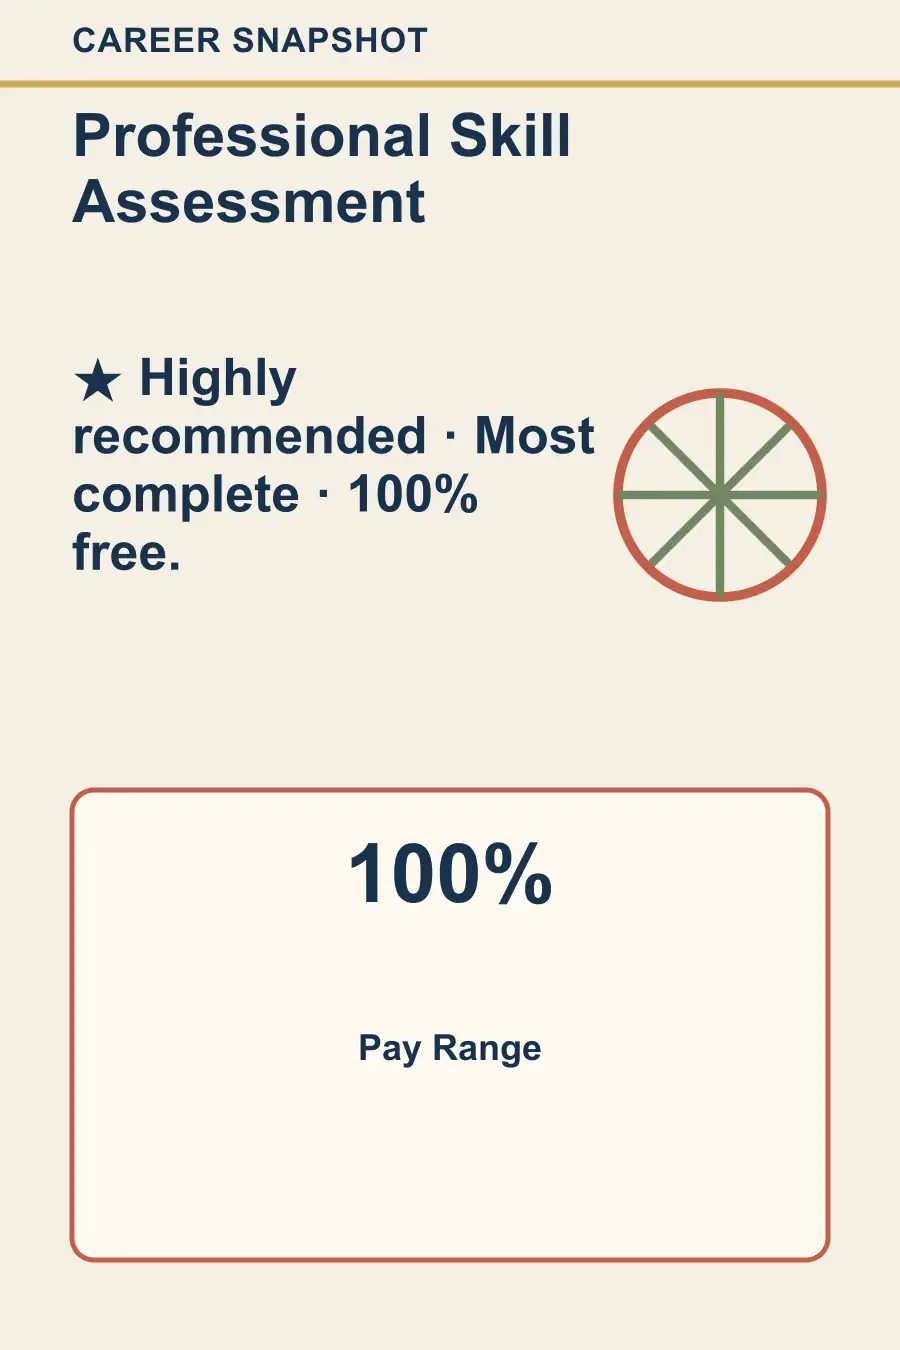 CAREER SNAPSHOT
Professional Skill
Assessment
★ Highly
recommended · Most
complete · 100%
free.
100%
Pay Range